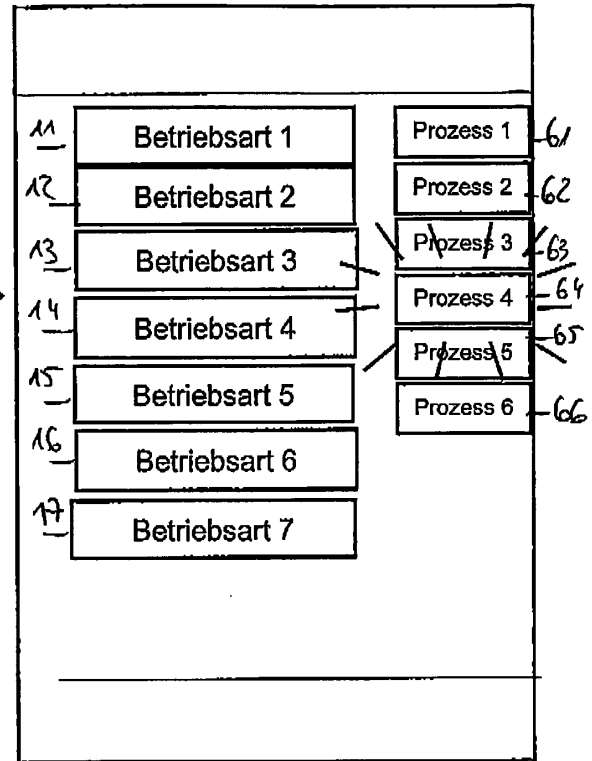 11 Betriebsart 1 Prozess 1 61
12 Betriebsart 2 Prozess 2 62
13 Betriebsart 3 Prozess 3 63
14 Betriebsart 4 Prozess 4 64
15 Betriebsart 5 Prozess 5 65
16 Betriebsart 6 Prozess 6 66
17 Betriebsart 7